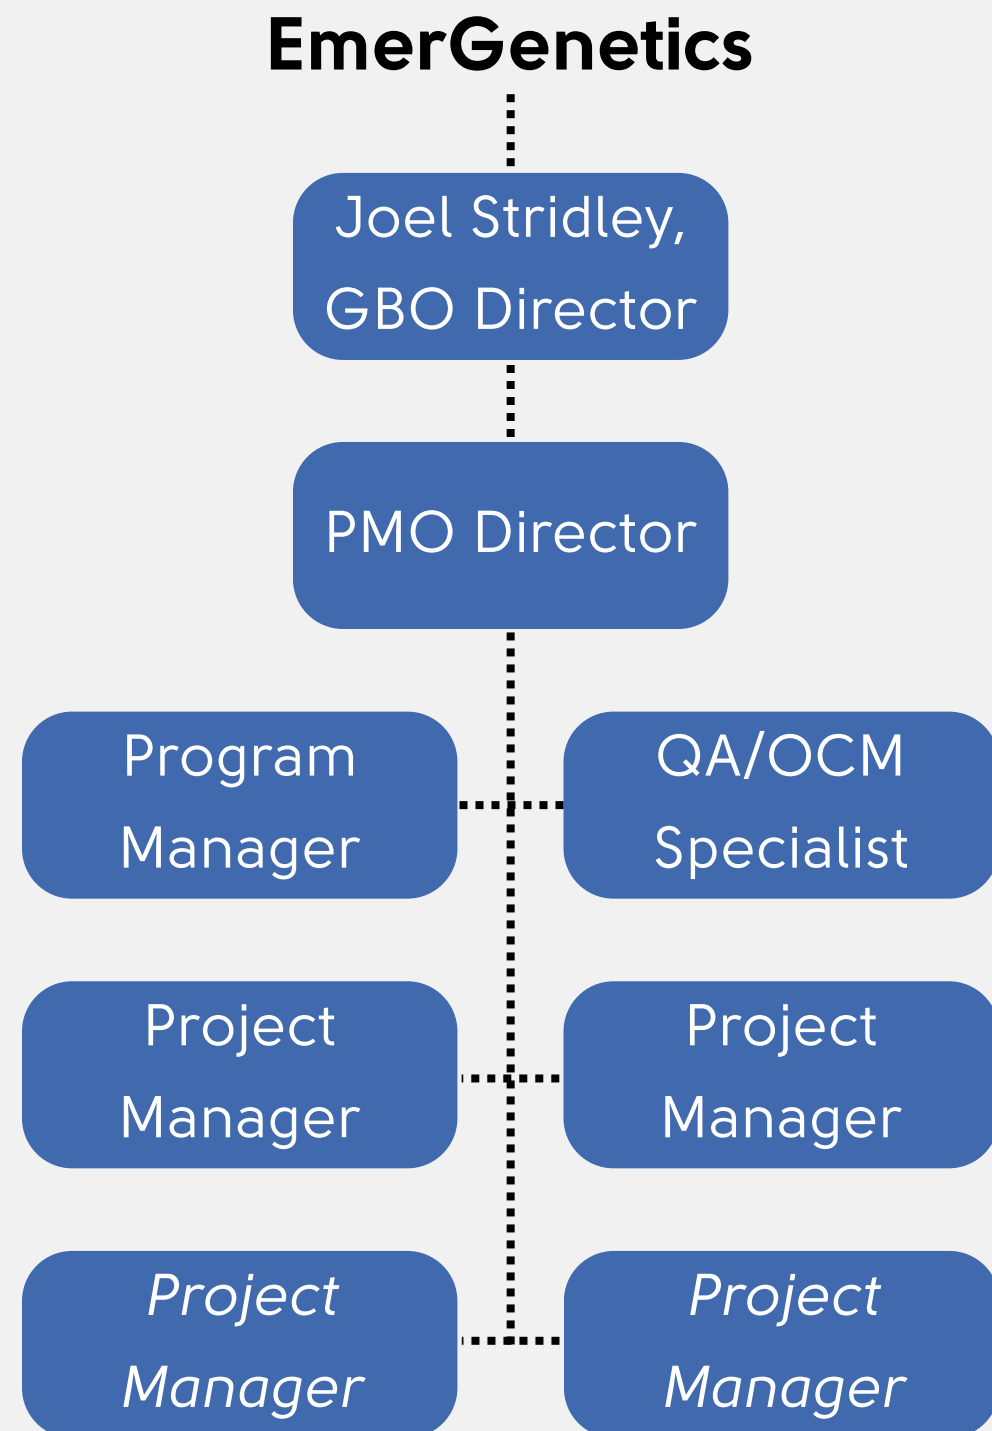 EmerGenetics
Joel Stridley,
GBO Director
PMO Director
Program
Manager
QA/OCM
Specialist
Project
Manager
Project
Manager
Project
Manager
Project
Manager